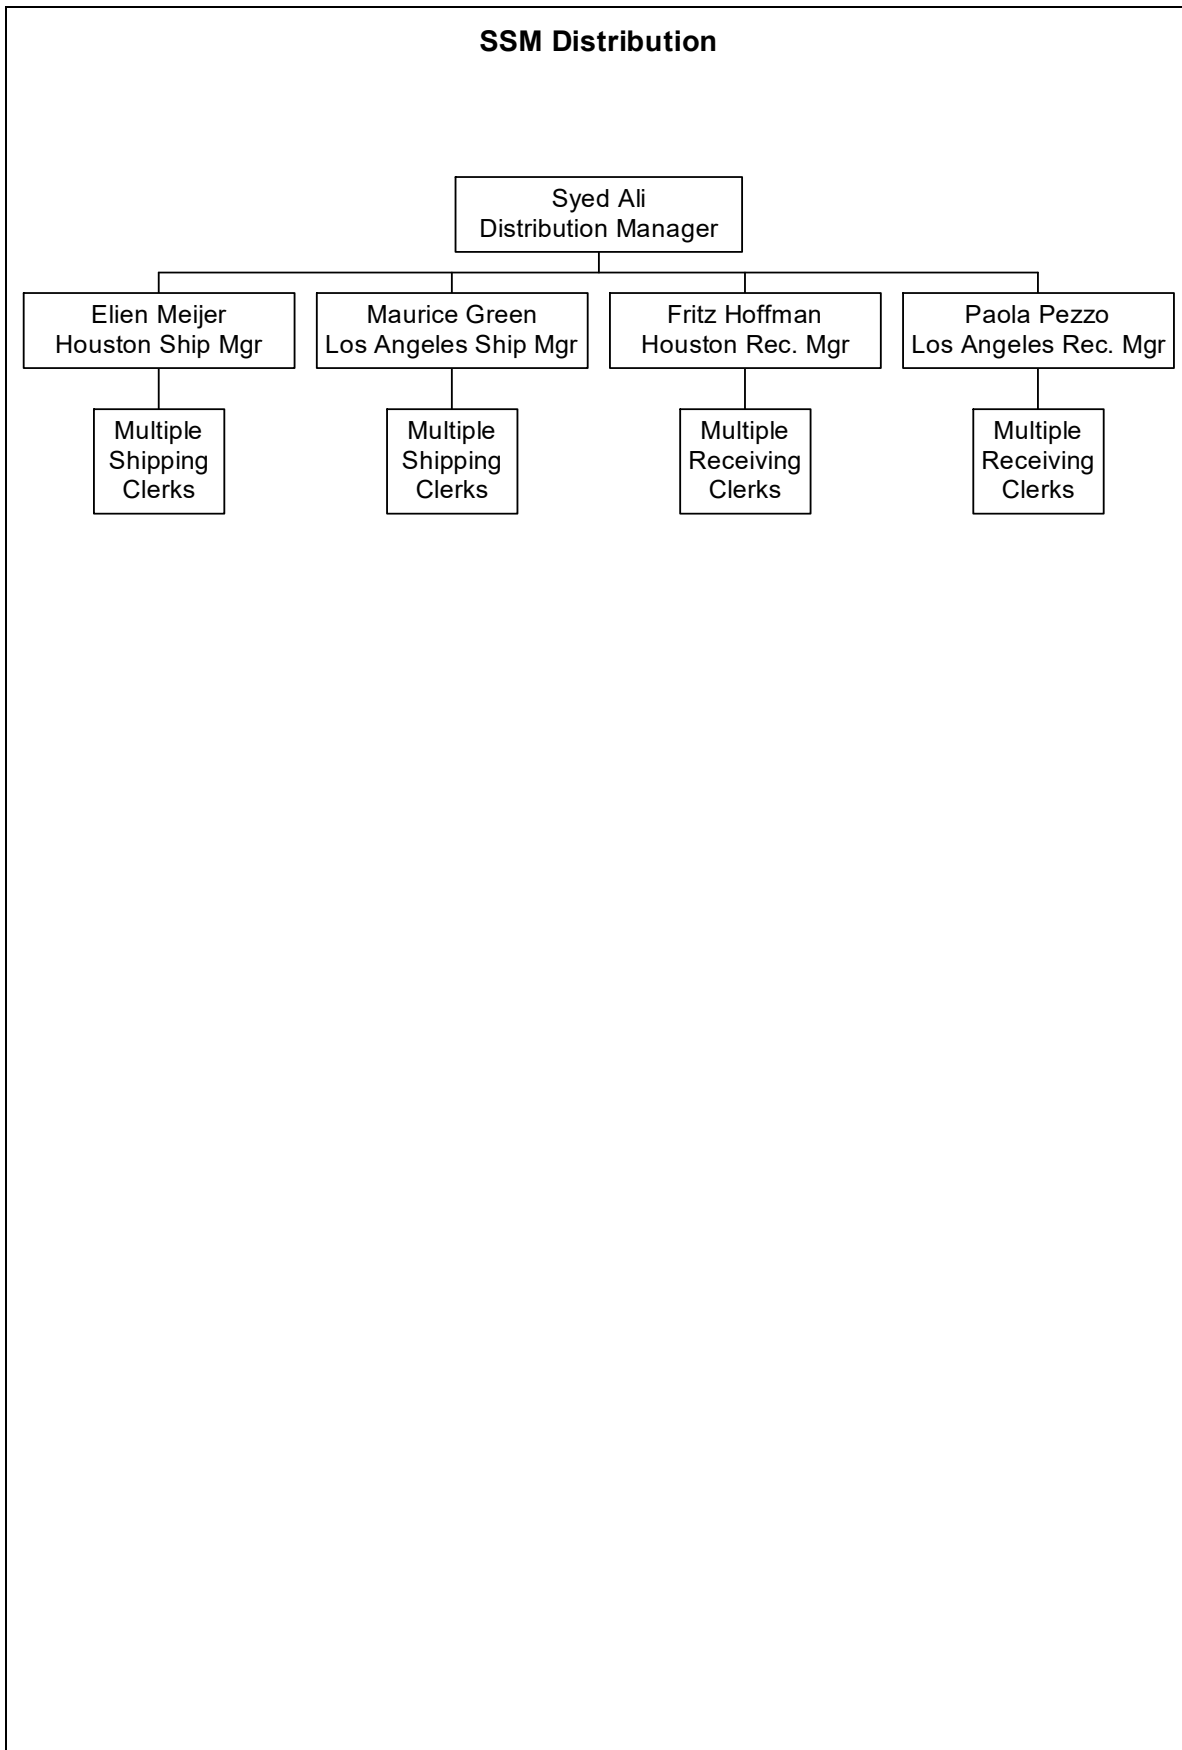 SSM Distribution
Syed Ali
Distribution Manager
Elien Meijer
Houston Ship Mgr
Maurice Green
Los Angeles Ship Mgr
Fritz Hoffman
Houston Rec. Mgr
Paola Pezzo
Los Angeles Rec. Mgr
Multiple
Shipping
Clerks
Multiple
Shipping
Clerks
Multiple
Receiving
Clerks
Multiple
Receiving
Clerks